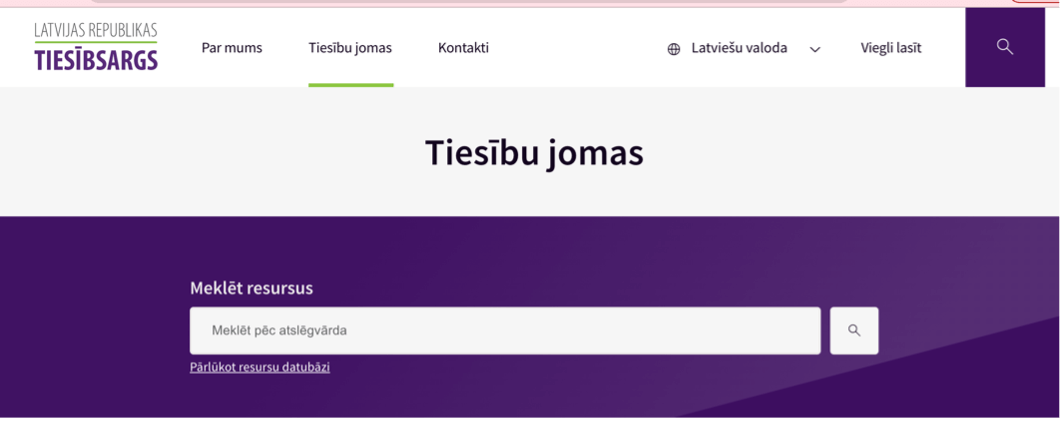 LATVIJAS REPUBLIKAS
TIESĪBSARGS
Par mums
Tiesību jomas
Kontakti
Latviešu valoda
Viegli lasīt
Tiesību jomas
Meklēt resursus
Meklēt pēc atslēgvārda
Pārlūkot resursu datubāzi